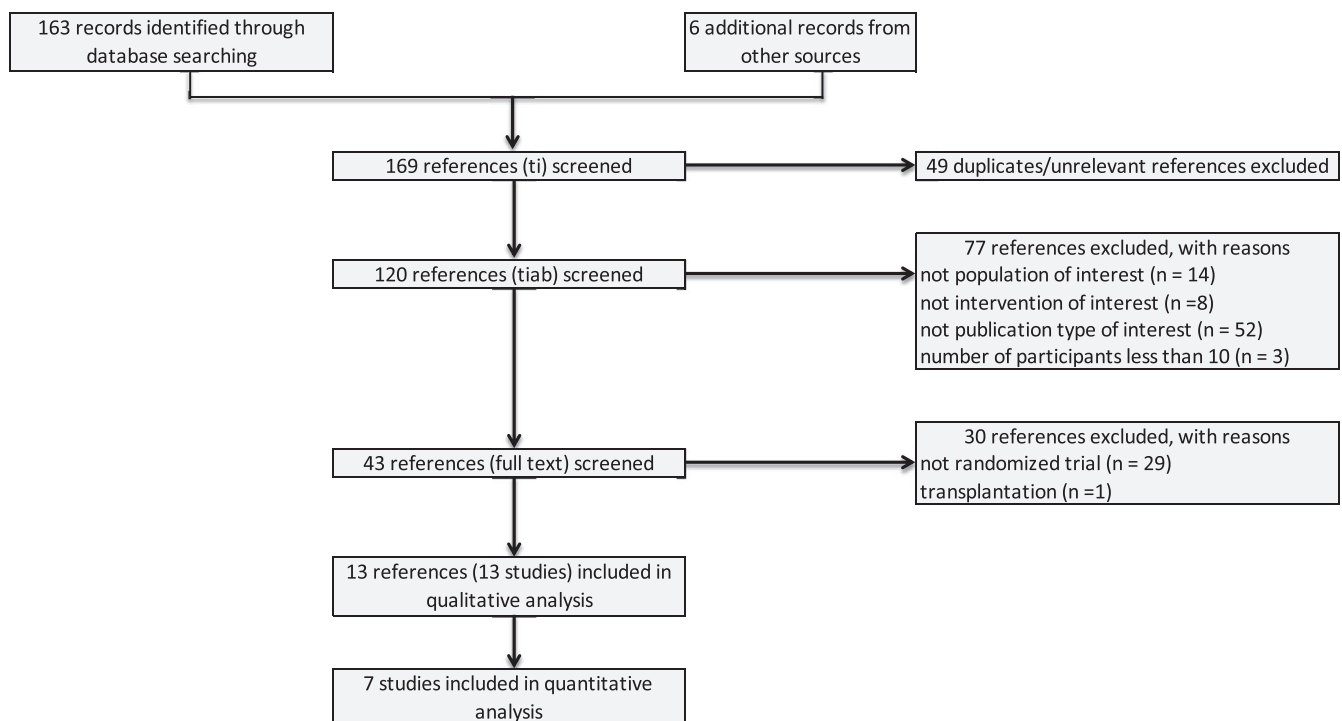 163 records identified through
database searching
6 additional records from
other sources
169 references (ti) screened
49 duplicates/unrelevant references excluded
120 references (tiab) screened
77 references excluded, with reasons
not population of interest (n = 14)
not intervention of interest (n =8)
not publication type of interest (n = 52)
number of participants less than 10 (n = 3)
43 references (full text) screened
30 references excluded, with reasons
not randomized trial (n = 29)
transplantation (n =1)
13 references (13 studies) included in
qualitative analysis
7 studies included in quantitative
analysis